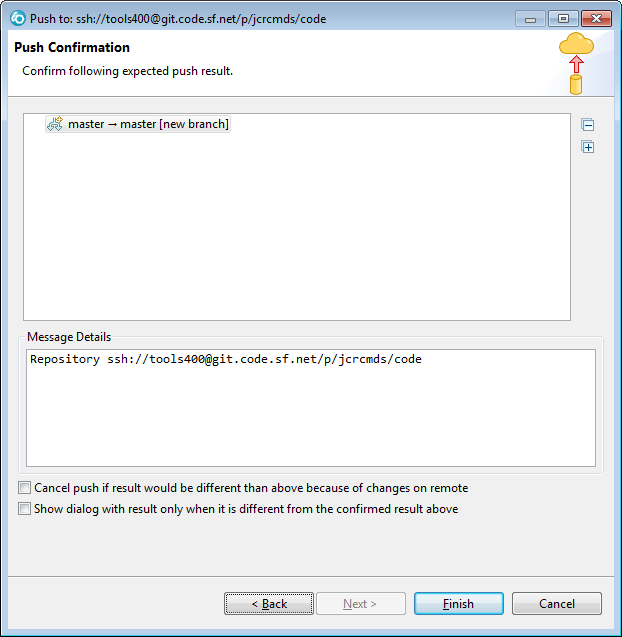 Push to: ssh://tools400@git.code.sf.net/p/jcrcmds/code
Push Confirmation
Confirm following expected push result.
master → master [new branch]
Message Details
Repository ssh://tools400@git.code.sf.net/p/jcrcmds/code
Cancel push if result would be different than above because of changes on remote
Show dialog with result only when it is different from the confirmed result above
< Back
Next >
Finish
Cancel